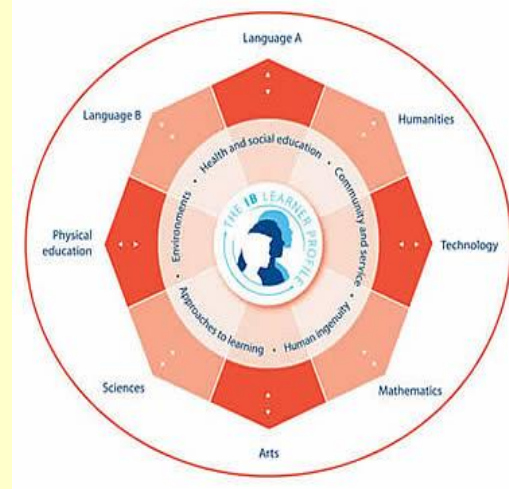 Language A
Humanities
Technology
Mathematics
Arts
Sciences
Physical
education
Language B
Health and social education
Community and service
Human ingenuity
Approaches to learning
Environments
THE IB LEARNER PROFILE